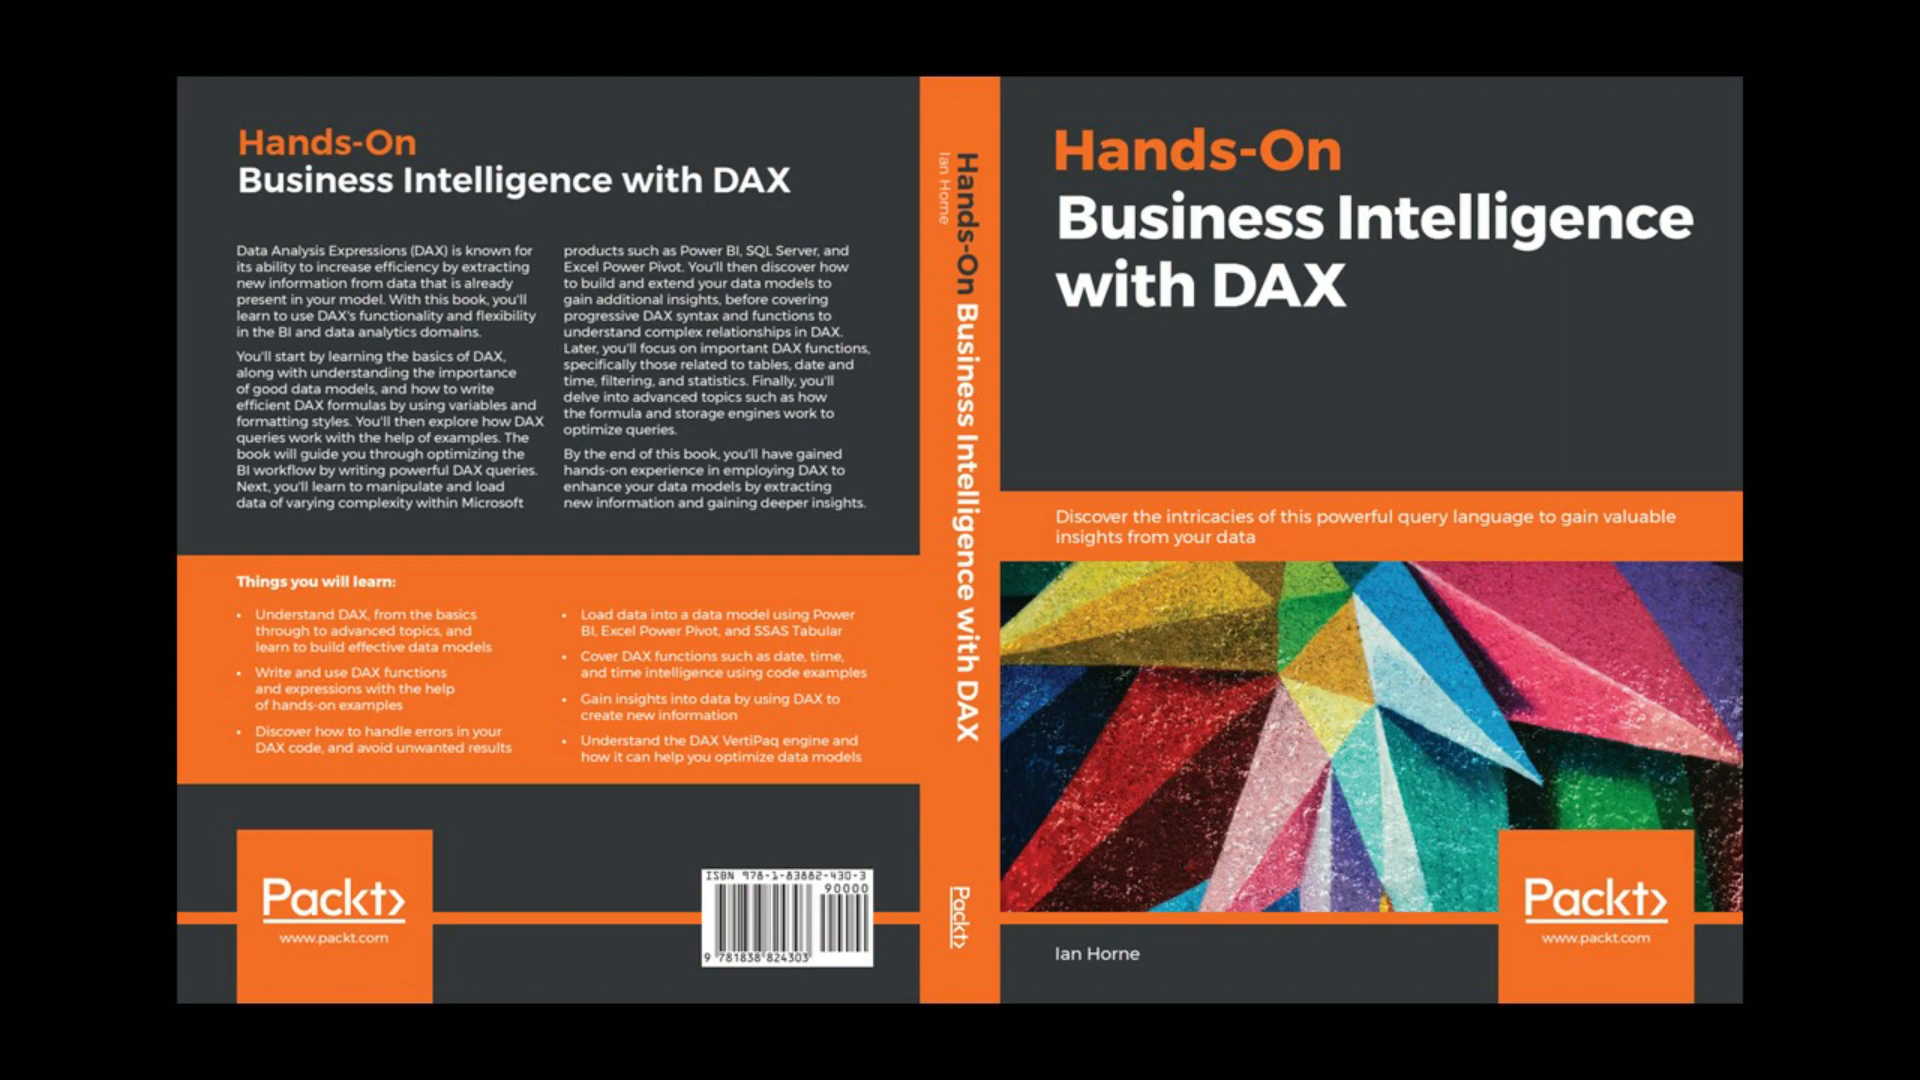 Hands-On
Business Intelligence with DAX
Data Analysis Expressions (DAX) is known for
its ability to increase efficiency by extracting
new information from data that is already
present in your model. With this book, you'll
learn to use DAX's functionality and flexibility
in the BI and data analytics domains.
You'll start by learning the basics of DAX,
along with understanding the importance
of good data models, and how to write
efficient DAX formulas by using variables and
formatting styles. You'll then explore how DAX
queries work with the help of examples. The
book will guide you through optimizing the
BI workflow by writing powerful DAX queries.
Next, you'll learn to manipulate and load
data of varying complexity within Microsoft
products such as Power BI, SQL Server, and
Excel Power Pivot. You'll then discover how
to build and extend your data models to
gain additional insights, before covering
progressive DAX syntax and functions to
understand complex relationships in DAX.
Later, you'll focus on important DAX functions,
specifically those related to tables, date and
time, filtering, and statistics. Finally, you'll
delve into advanced topics such as how
the formula and storage engines work to
optimize queries.
By the end of this book, you'll have gained
hands-on experience in employing DAX to
enhance your data models by extracting
new information and gaining deeper insights.
Things you will learn:
• Understand DAX, from the basics
through to advanced topics, and
learn to build effective data models
• Write and use DAX functions
and expressions with the help
of hands-on examples
• Discover how to handle errors in your
DAX code, and avoid unwanted results
• Load data into a data model using Power
BI, Excel Power Pivot, and SSAS Tabular
• Cover DAX functions such as date, time,
and time intelligence using code examples
• Gain insights into data by using DAX to
create new information
• Understand the DAX VertiPaq engine and
how it can help you optimize data models
Packt>
www.packt.com
ISBN 978-1-83882-430-3
90000
9 781838 824303
Hands-On Business Intelligence with DAX
Ian Horne
Packt>
Hands-On
Business Intelligence
with DAX
Discover the intricacies of this powerful query language to gain valuable
insights from your data
Ian Horne
Packt>
www.packt.com